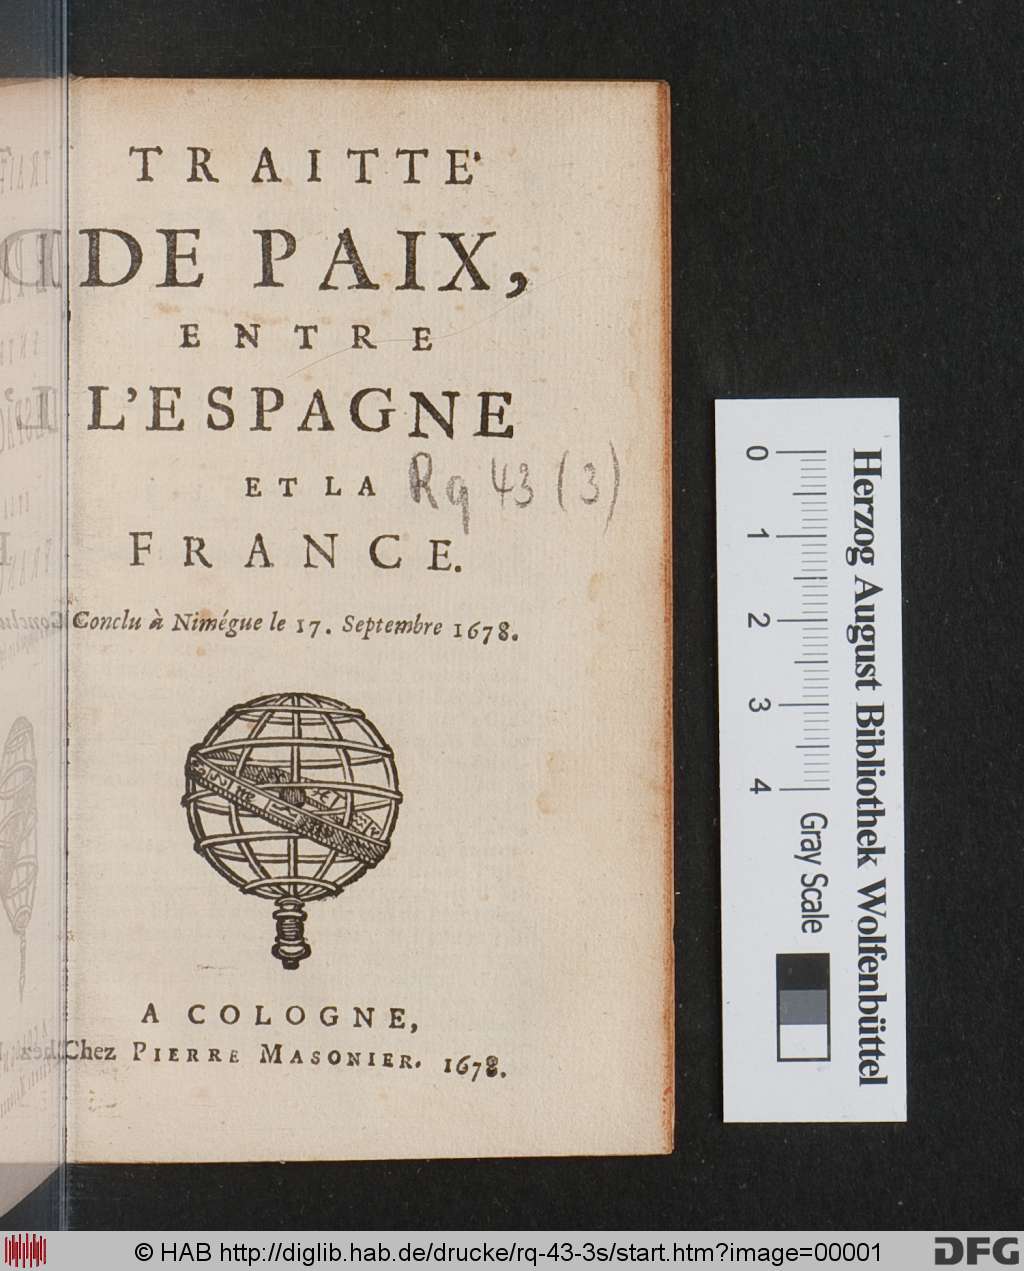 TRAITTE'
DE PAIX,
ENTRE
L'ESPAGNE
ET LA
Rq 43 (3)
FRANCE.
Conclu à Nimégue le 17. Septembre 1678.
A COLOGNE,
Chez PIERRE MASONIER. 1678.
0 1 2 3 4
Gray Scale
Herzog August Bibliothek Wolfenbüttel
© HAB http://diglib.hab.de/drucke/rq-43-3s/start.htm?image=00001
DFG